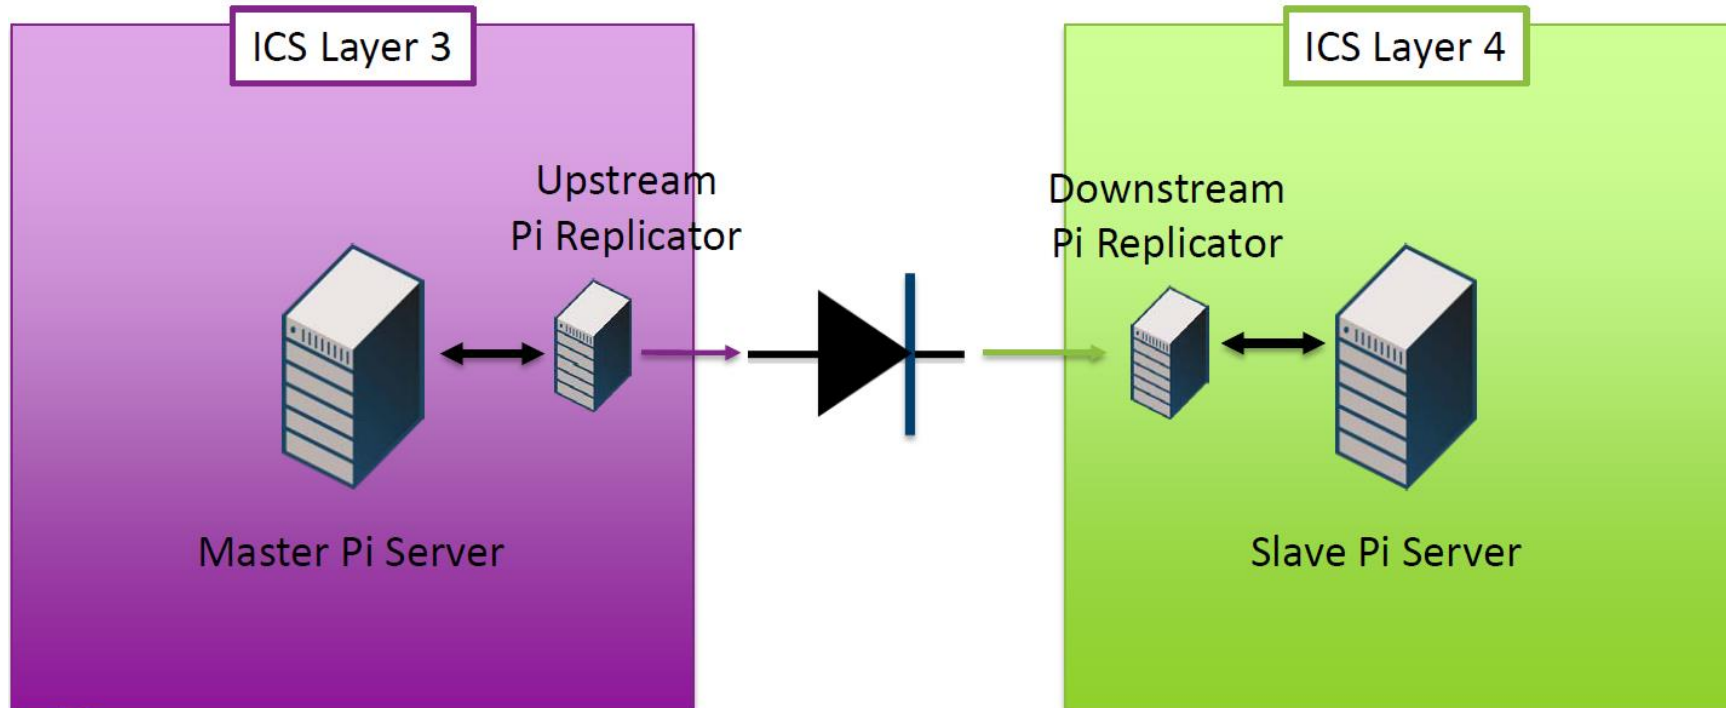 ICS Layer 3
ICS Layer 4
Upstream
Pi Replicator
Downstream
Pi Replicator
Master Pi Server
Slave Pi Server